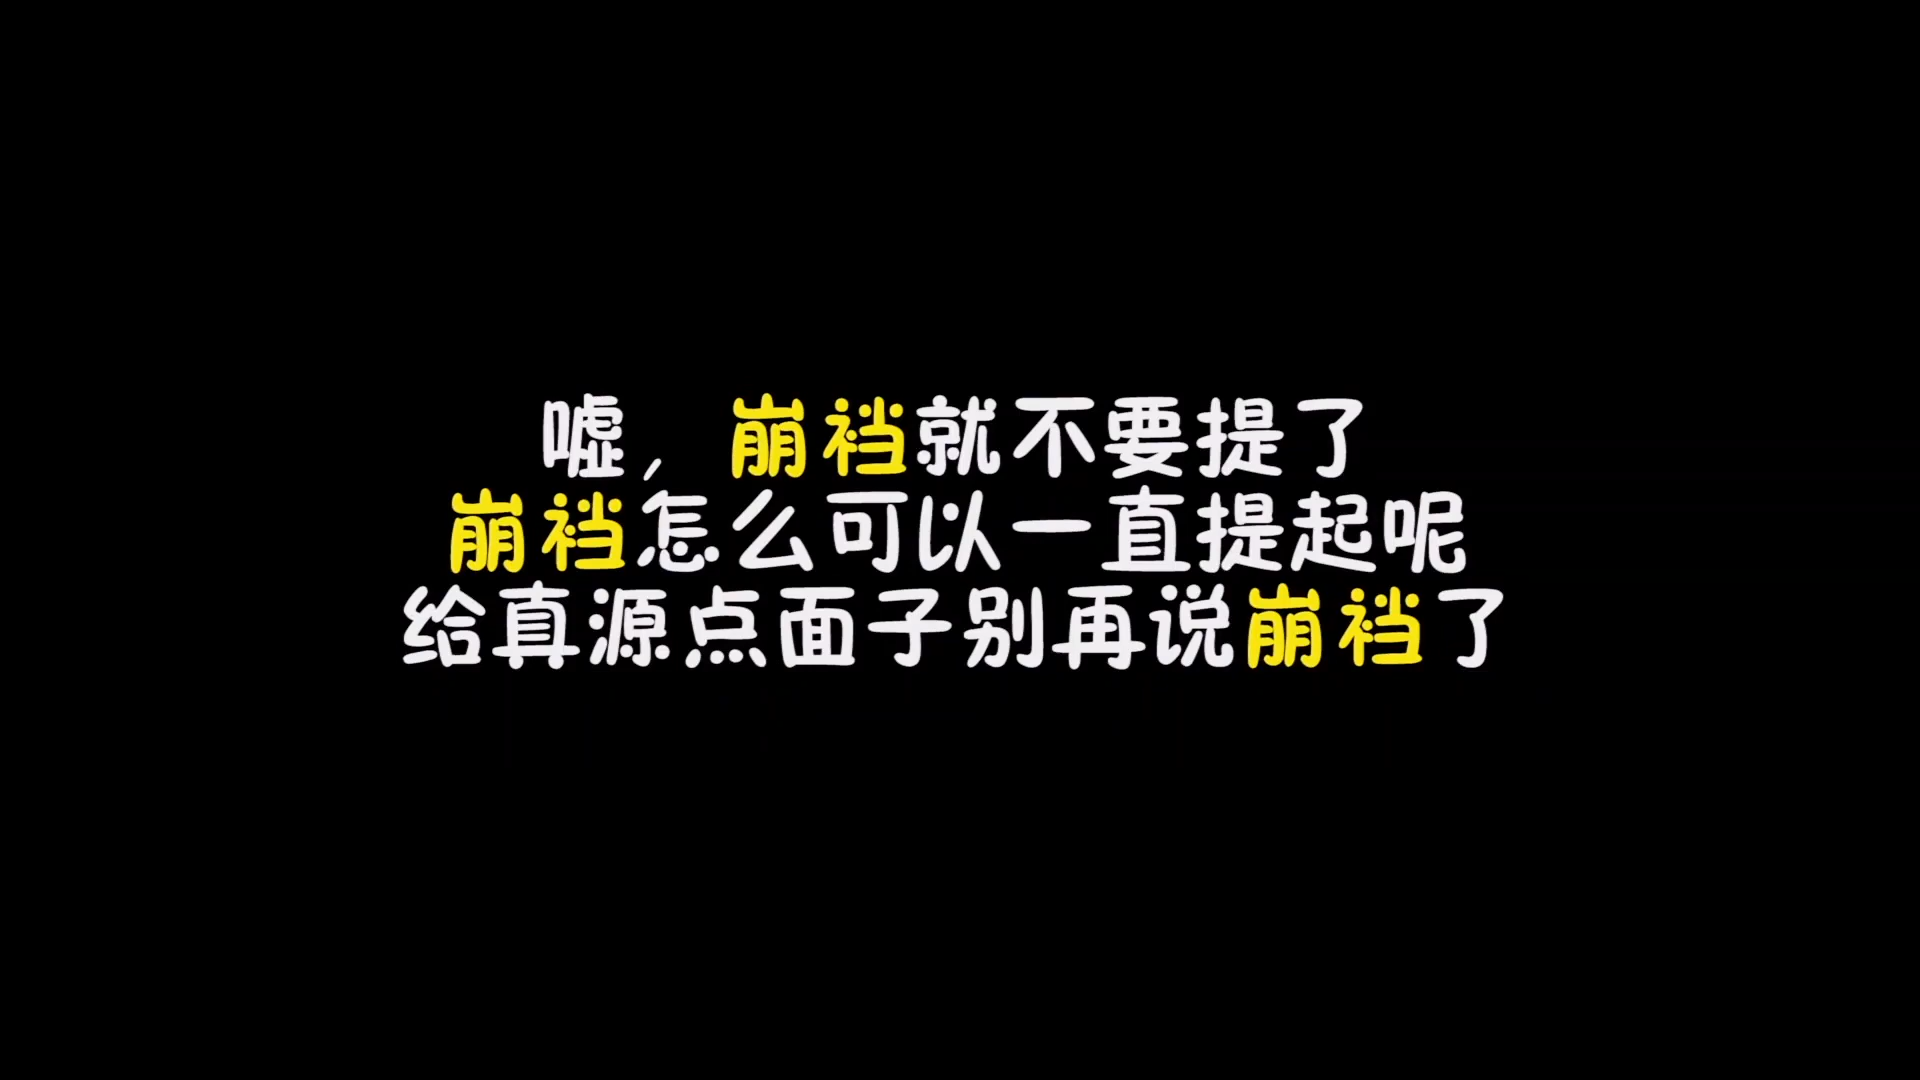 嘘，崩裆就不要提了
崩裆怎么可以一直提起呢
给真源点面子别再说崩裆了